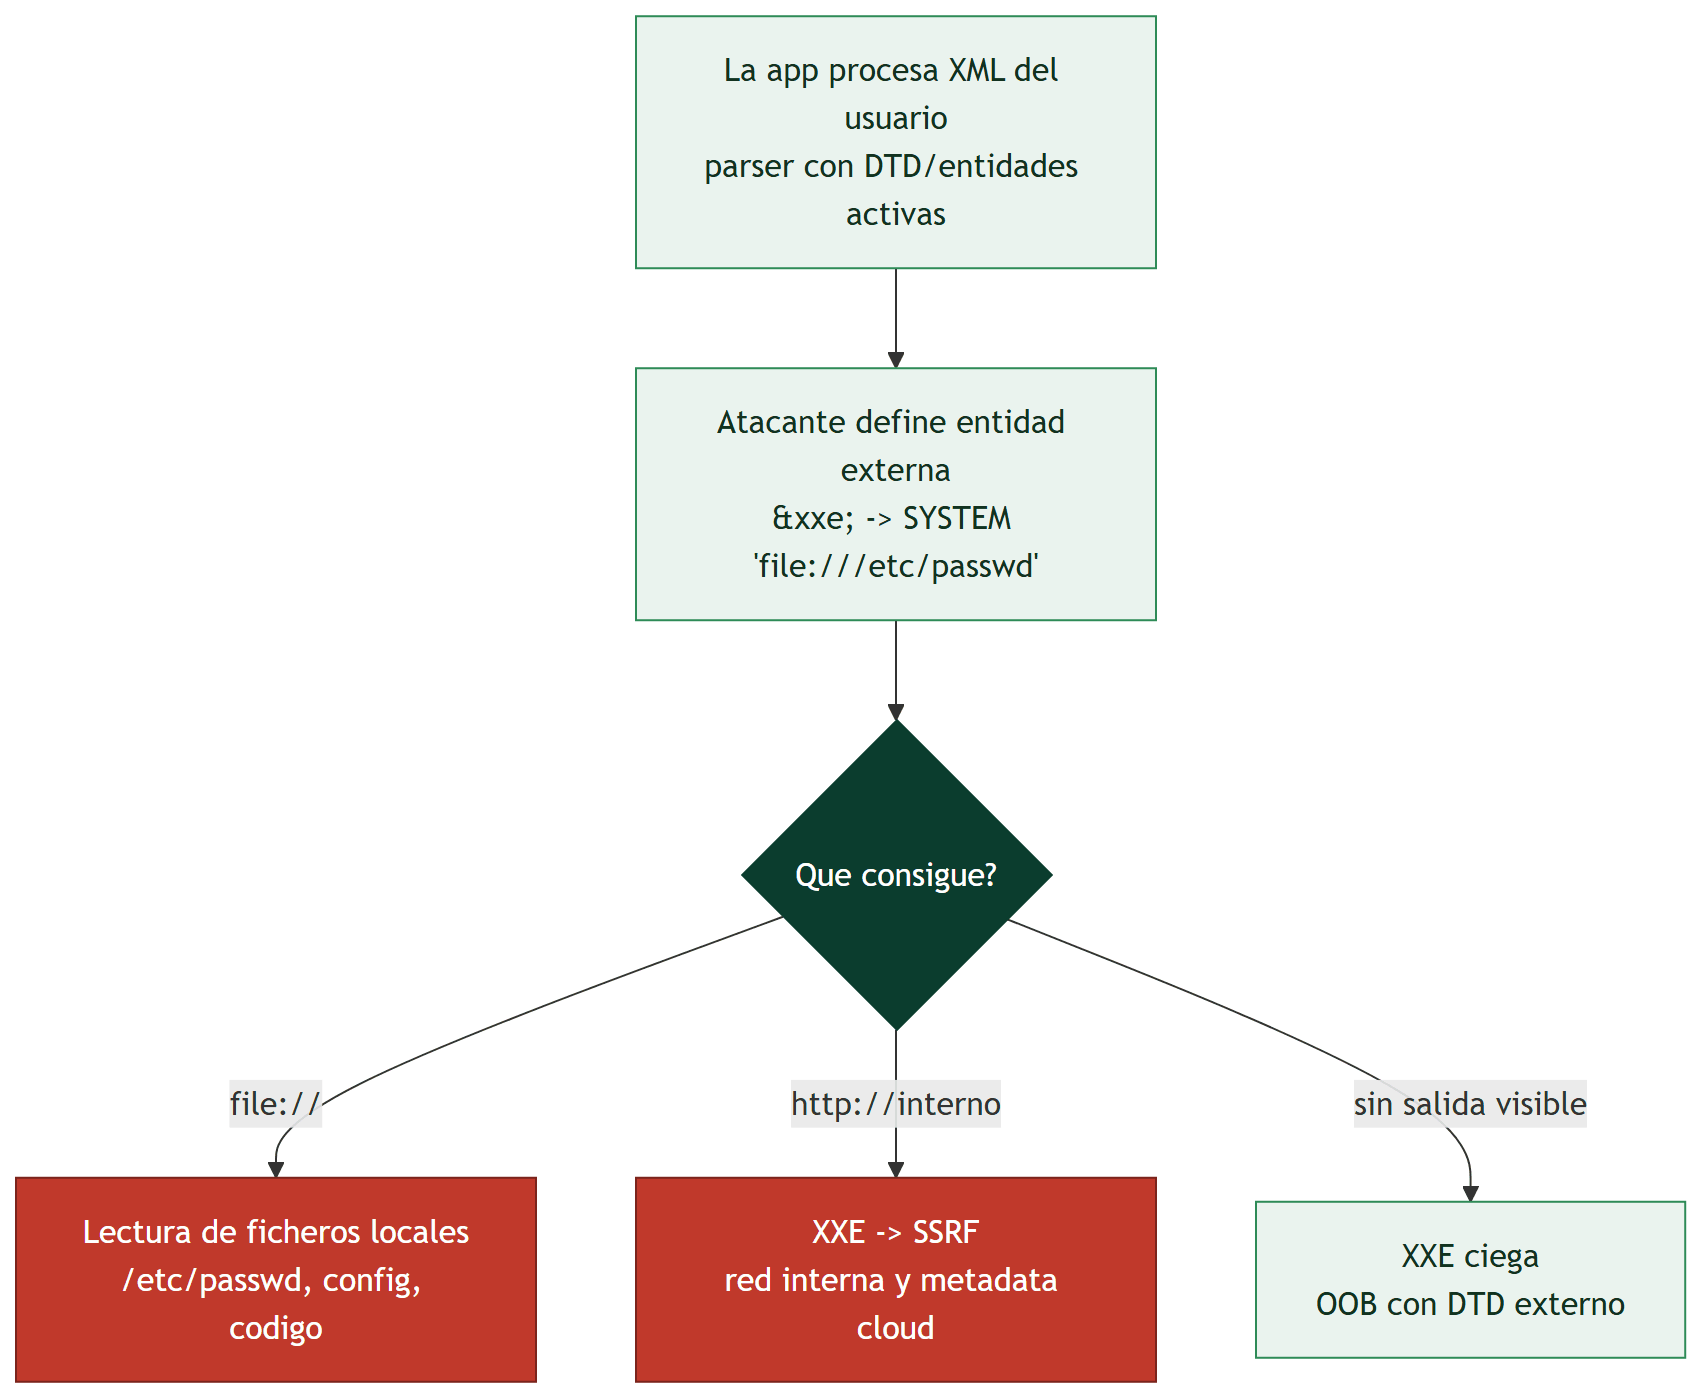 La app procesa XML del
usuario
parser con DTD/entidades
activas
Atacante define entidad
externa
&xxe; -> SYSTEM
'file:///etc/passwd'
Que consigue?
file://
http://interno
sin salida visible
Lectura de ficheros locales
/etc/passwd, config,
codigo
XXE -> SSRF
red interna y metadata
cloud
XXE ciega
OOB con DTD externo